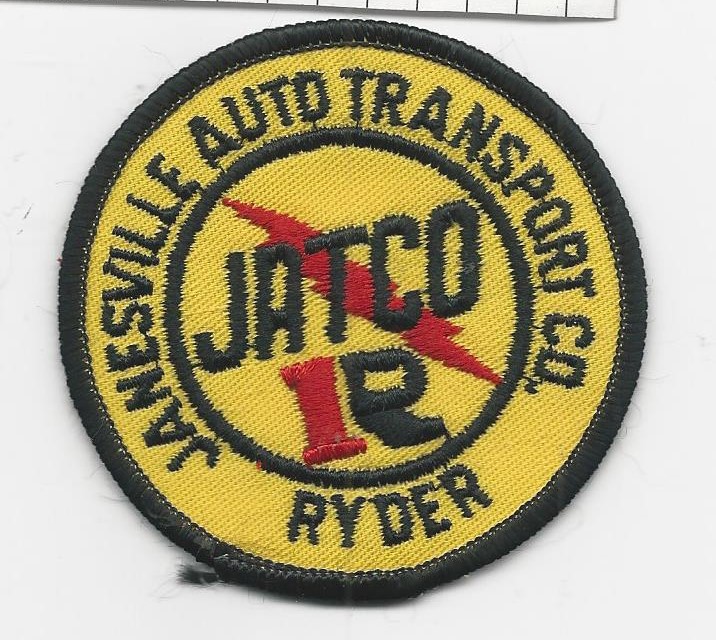 JANESVILLE AUTO TRANSPORT CO.
JATCO
R
RYDER